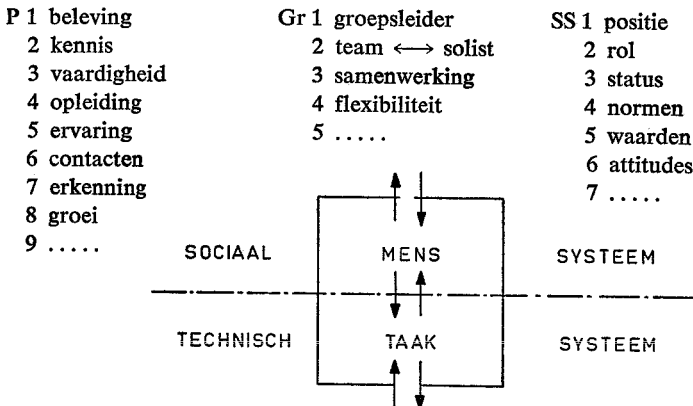 P 1 beleving
2 kennis
3 vaardigheid
4 opleiding
5 ervaring
6 contacten
7 erkenning
8 groei
9 .....
Gr 1 groepsleider
2 team ⟷ solist
3 samenwerking
4 flexibiliteit
5 .....
SS 1 positie
2 rol
3 status
4 normen
5 waarden
6 attitudes
7 .....
SOCIAAL MENS SYSTEEM
TECHNISCH TAAK SYSTEEM